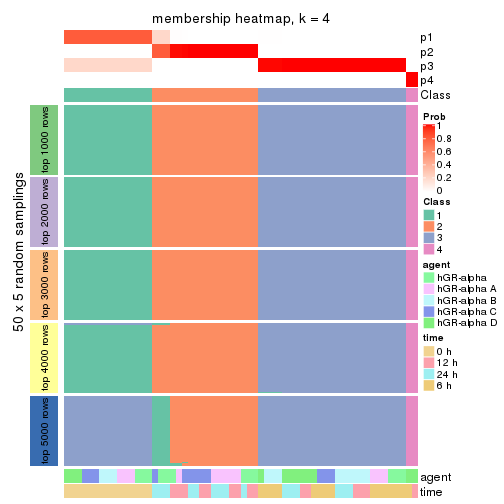 membership heatmap, k = 4
p1
p2
p3
p4
Class
50 x 5 random samplings
top 1000 rows
top 2000 rows
top 3000 rows
top 4000 rows
top 5000 rows
agent
time
Prob
1
0.8
0.6
0.4
0.2
0
Class
1
2
3
4
agent
hGR-alpha
hGR-alpha A
hGR-alpha B
hGR-alpha C
hGR-alpha D
time
0 h
12 h
24 h
6 h